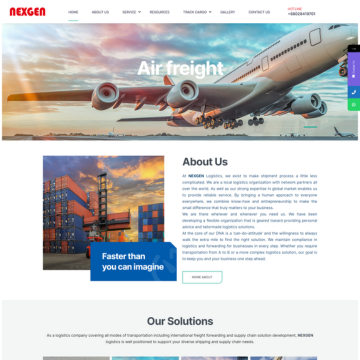 NEXGEN
HOME ABOUT US SERVICE RESOURCES TRACK CARGO GALLERY CONTACT US
HOTLINE
Air freight
About Us
At NEXGEN Logistics, we exist to make shipment process a little less
complicated. We are a local logistics organization with network partners all
over the world. As well as our strong expertise in global market enables us
to provide reliable service. By bringing a human approach to everyone
everywhere, we combine know-how and entrepreneurship to make the
small difference that truly matters to your business.
We are there wherever and whenever you need us. We have been
developing a flexible organization that is geared toward providing personal
advice and tailormade logistics solutions.
At the core of our DNA is a 'can-do-attitude' and the willingness to always
walk the extra mile to find the right solution. We maintain compliance in
logistics and forwarding for businesses in every step. Whether you require
transportation from A to B or a more complex logistics solution, our goal is
to keep you and your business one step ahead.
MORE ABOUT
Faster than
you can imagine
Our Solutions
As a logistics company covering all modes of transportation including international freight forwarding and supply chain solution development. NEXGEN
logistics is well positioned to support your diverse shipping and supply chain needs.